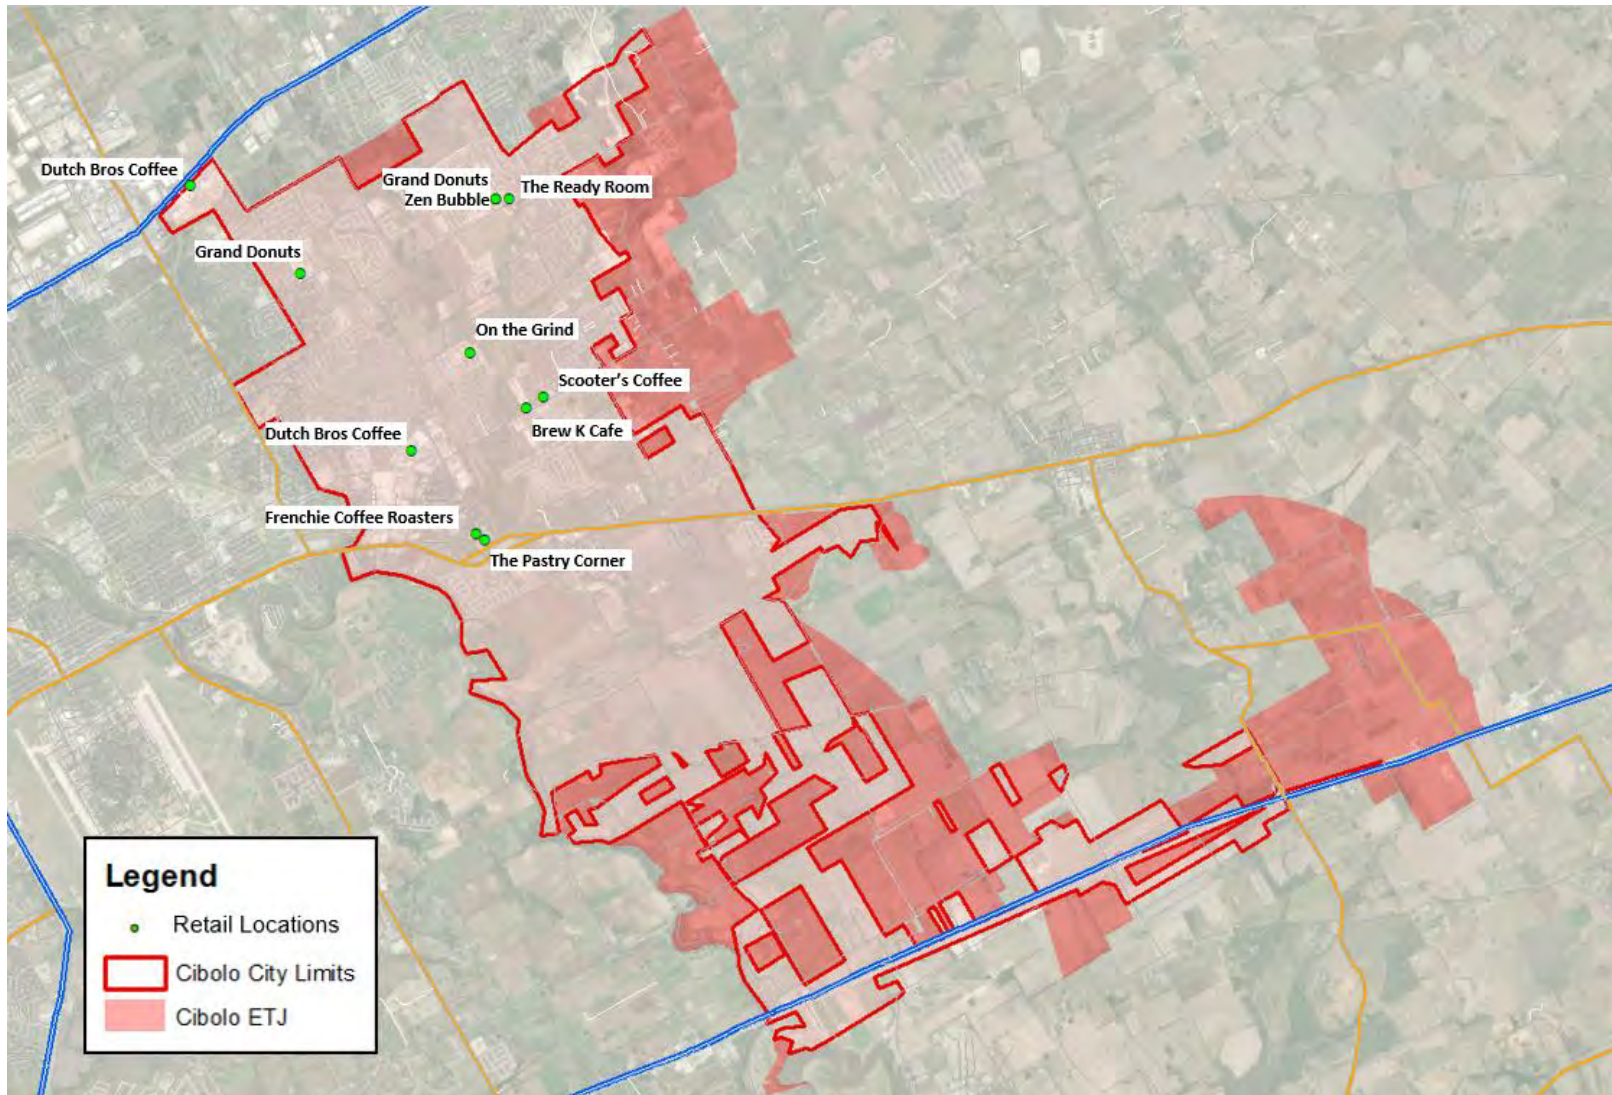 Dutch Bros Coffee
Grand Donuts
Zen Bubble
The Ready Room
Grand Donuts
On the Grind
Scooter's Coffee
Brew K Cafe
Dutch Bros Coffee
Frenchie Coffee Roasters
The Pastry Corner
Legend
Retail Locations
Cibolo City Limits
Cibolo ETJ